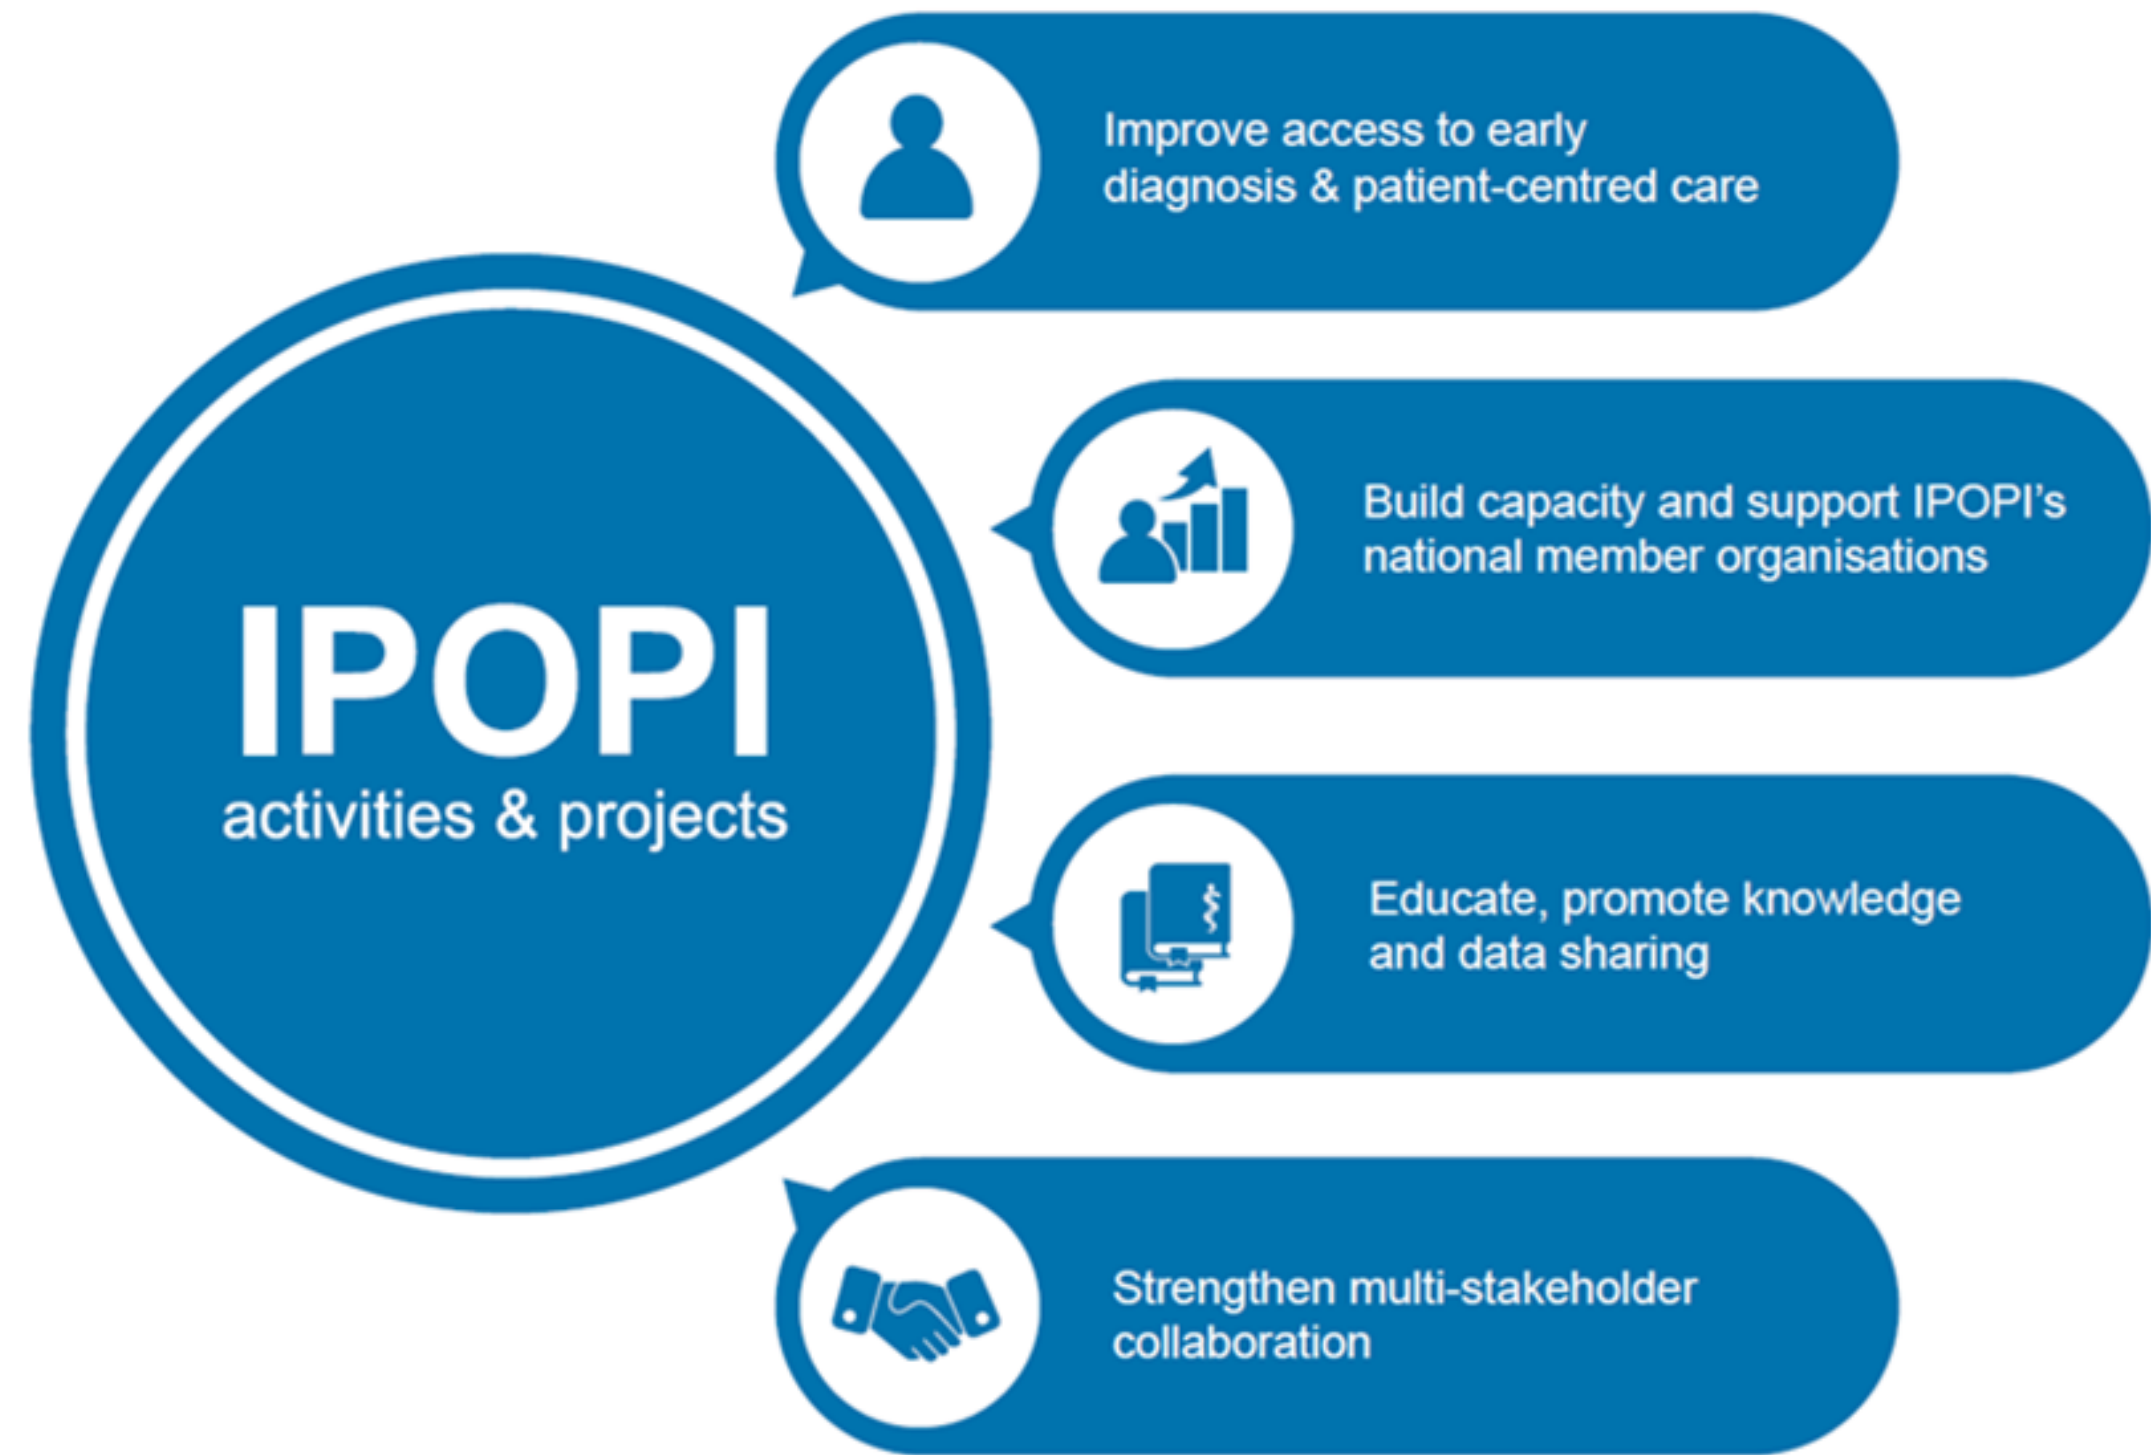 IPOPI
activities & projects
Improve access to early
diagnosis & patient-centred care
Build capacity and support IPOPI’s
national member organisations
Educate, promote knowledge
and data sharing
Strengthen multi-stakeholder
collaboration